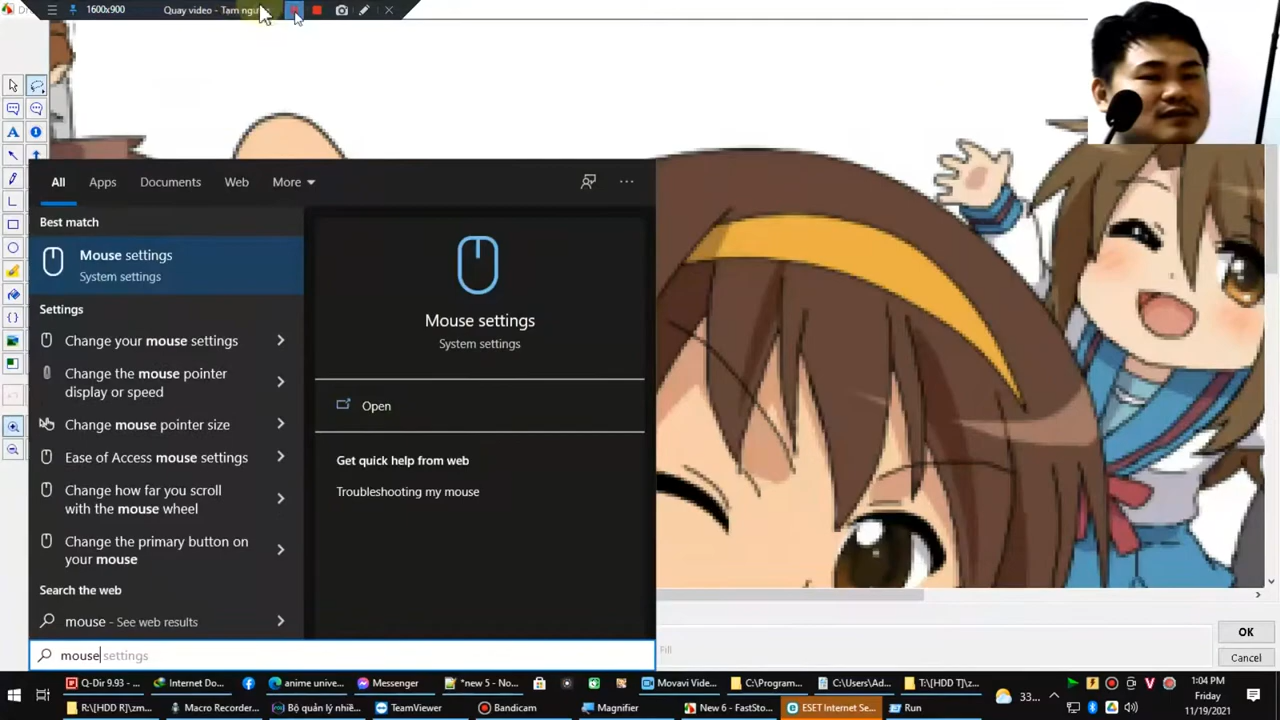 1600x900
Quay video - Tạm ngư
All
Apps
Documents
Web
More
Best match
Mouse settings
System settings
Settings
Change your mouse settings
Change the mouse pointer
display or speed
Change mouse pointer size
Ease of Access mouse settings
Change how far you scroll
with the mouse wheel
Change the primary button on
your mouse
Search the web
mouse - See web results
Mouse settings
System settings
Open
Get quick help from web
Troubleshooting my mouse
mouse settings
Fill
OK
Cancel
Q-Dir 9.93 - ...
Internet Do...
anime unive...
Messenger
*new 5 - No...
Movavi Vide...
C:\Program...
C:\Users\Ad...
T:\[HDD T]\z...
33...
R:\[HDD R]\zm...
Macro Recorder...
Bộ quản lý nhiề...
TeamViewer
Bandicam
Magnifier
New 6 - FastSto...
ESET Internet Se...
Run
1:04 PM
Friday
11/19/2021